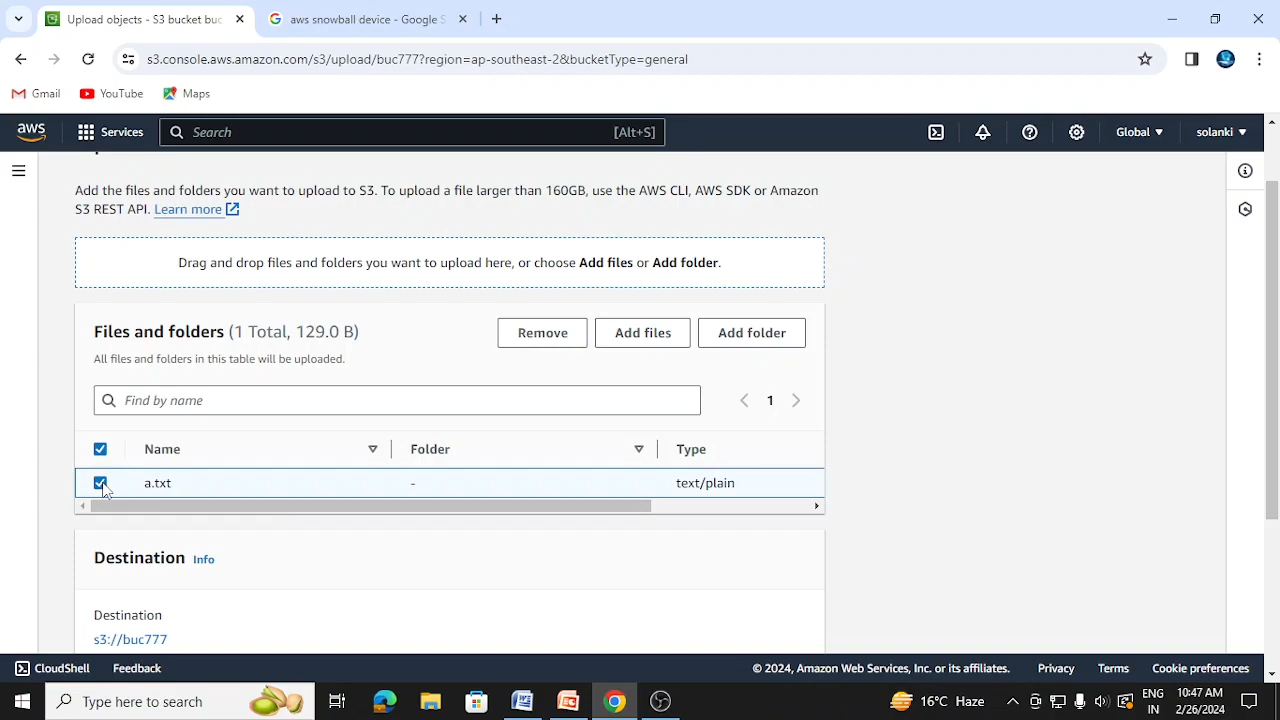 Upload objects - S3 bucket buc
aws snowball device - Google S
s3.console.aws.amazon.com/s3/upload/buc777?region=ap-southeast-2&bucketType=general
Gmail
YouTube
Maps
aws
Services
Search
[Alt+S]
Global
solanki
Add the files and folders you want to upload to S3. To upload a file larger than 160GB, use the AWS CLI, AWS SDK or Amazon
S3 REST API. Learn more
Drag and drop files and folders you want to upload here, or choose Add files or Add folder.
Files and folders (1 Total, 129.0 B)
Remove
Add files
Add folder
All files and folders in this table will be uploaded.
Find by name
1
Name
Folder
Type
a.txt
-
text/plain
Destination Info
Destination
s3://buc777
CloudShell
Feedback
© 2024, Amazon Web Services, Inc. or its affiliates.
Privacy
Terms
Cookie preferences
Type here to search
16°C Haze
ENG
IN
10:47 AM
2/26/2024